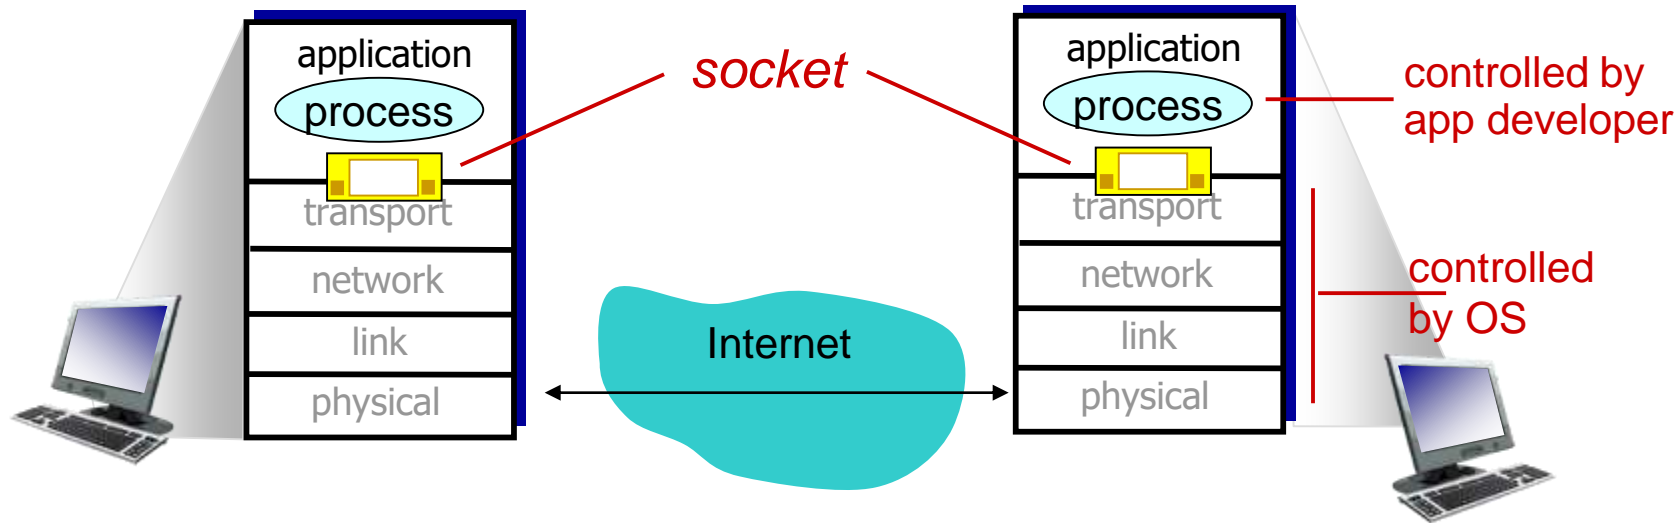 application
process
transport
network
link
physical
socket
Internet
application
process
transport
network
link
physical
controlled by
app developer
controlled
by OS